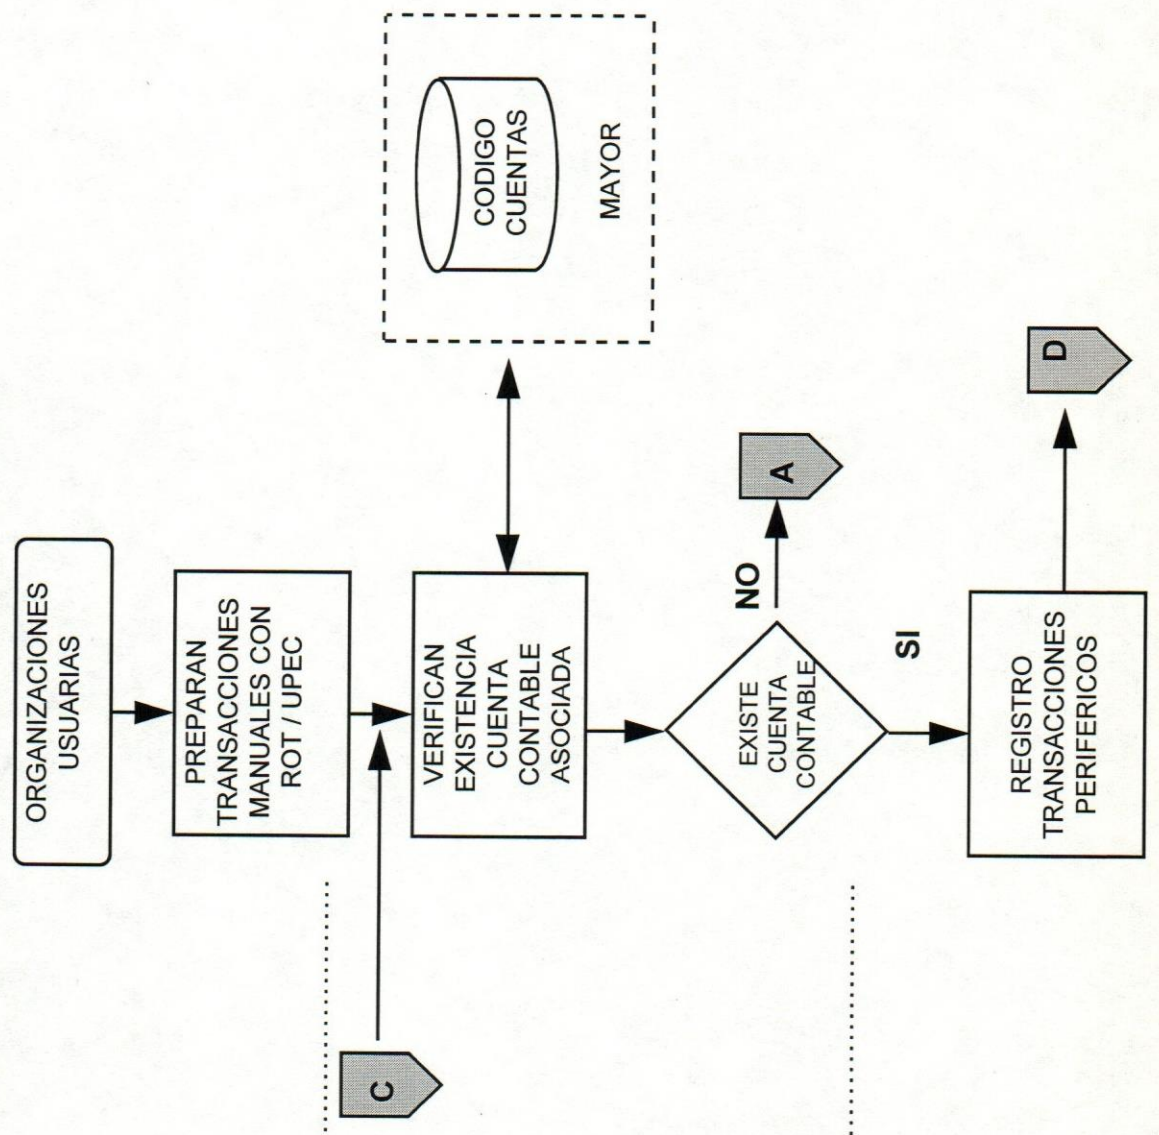 ORGANIZACIONES
USUARIAS
PREPARAN
TRANSACCIONES
MANUALES CON
ROT / UPEC
C
VERIFICAN
EXISTENCIA
CUENTA
CONTABLE
ASOCIADA
CODIGO
CUENTAS
MAYOR
EXISTE
CUENTA
CONTABLE
NO
A
SI
REGISTRO
TRANSACCIONES
PERIFERICOS
D